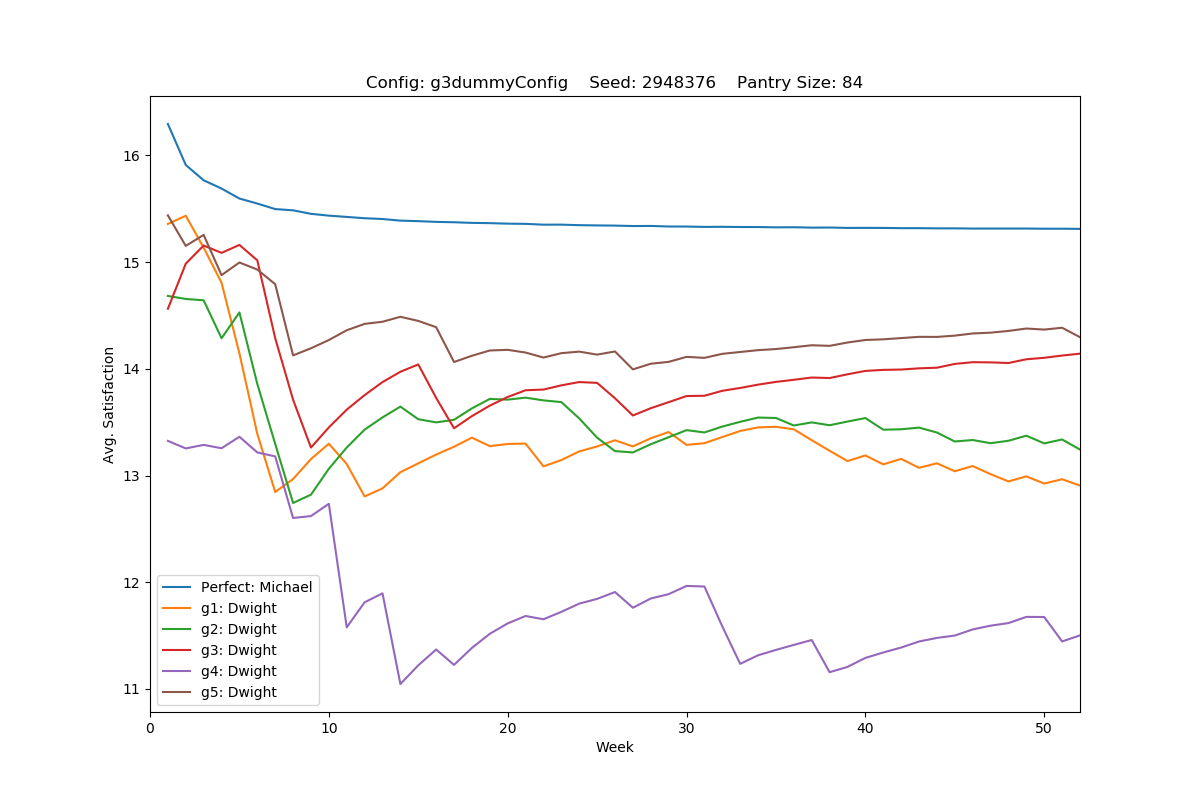 Config: g3dummyConfig    Seed: 2948376    Pantry Size: 84
16
15
14
13
12
11
Avg. Satisfaction
Perfect: Michael
g1: Dwight
g2: Dwight
g3: Dwight
g4: Dwight
g5: Dwight
0 10 20 30 40 50
Week